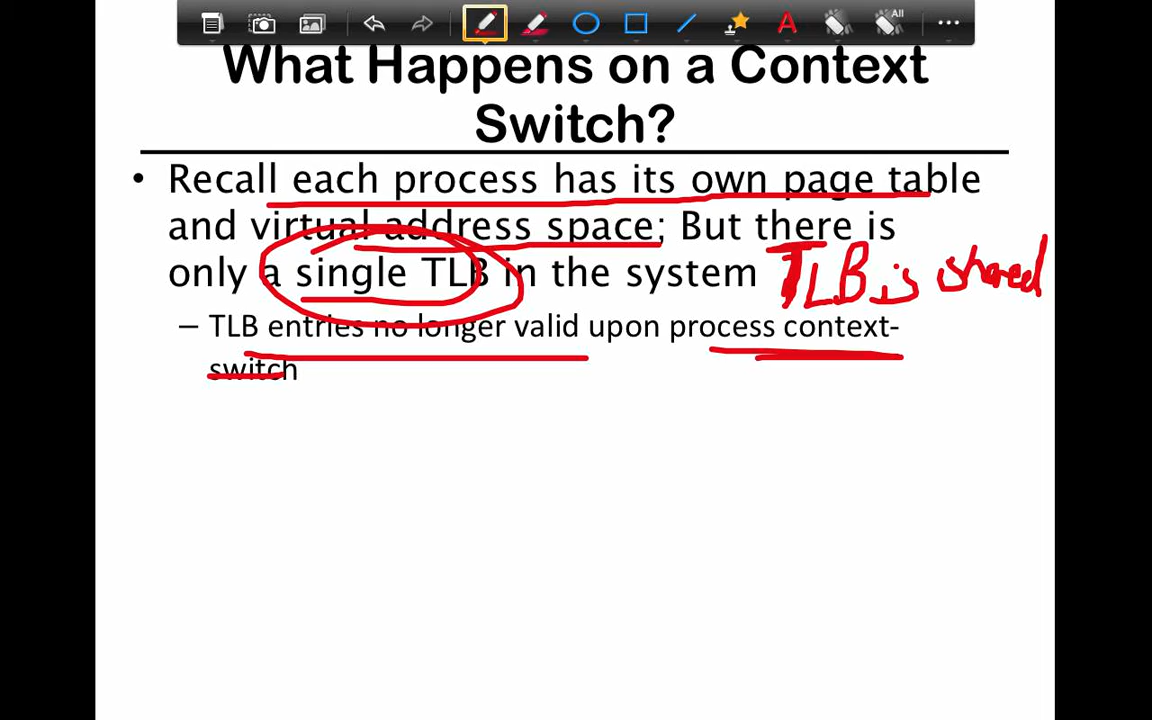 All
What Happens on a Context
Switch?
• Recall each process has its own page table
and virtual address space; But there is
only a single TLB in the system TLB is shared
– TLB entries no longer valid upon process context-
switch